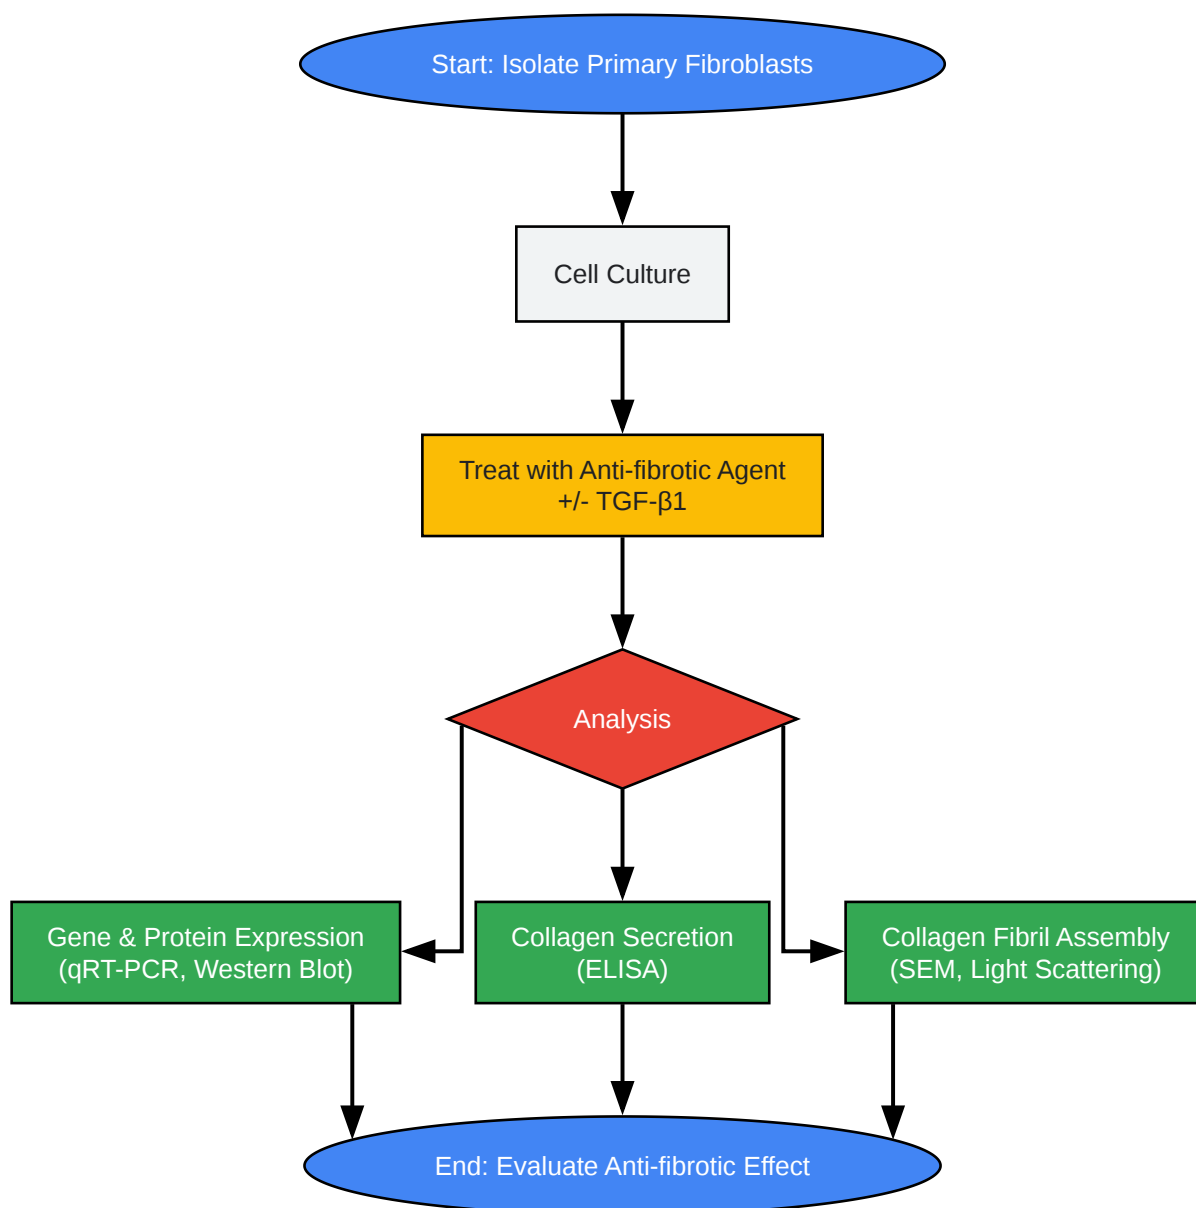 Start: Isolate Primary Fibroblasts
Cell Culture
Treat with Anti-fibrotic Agent
+/- TGF-β1
Analysis
Gene & Protein Expression
(qRT-PCR, Western Blot)
Collagen Secretion
(ELISA)
Collagen Fibril Assembly
(SEM, Light Scattering)
End: Evaluate Anti-fibrotic Effect